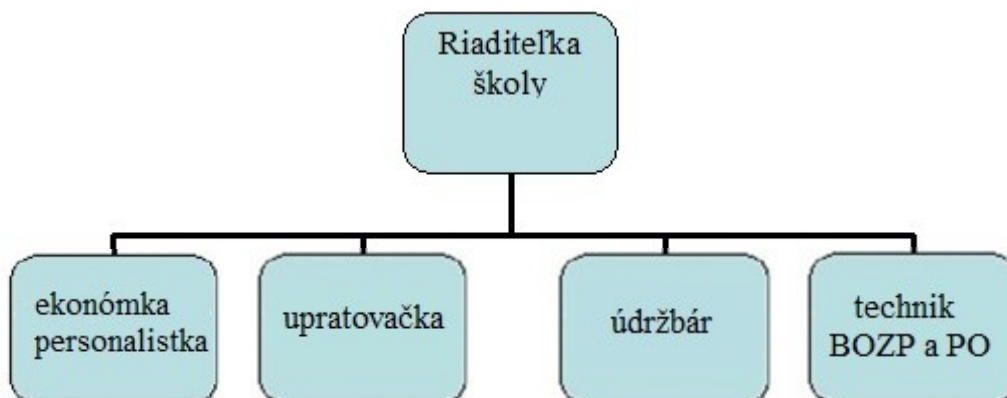 Riaditeľka
školy
ekonómka
personalistka
upratovačka
údržbár
technik
BOZP a PO